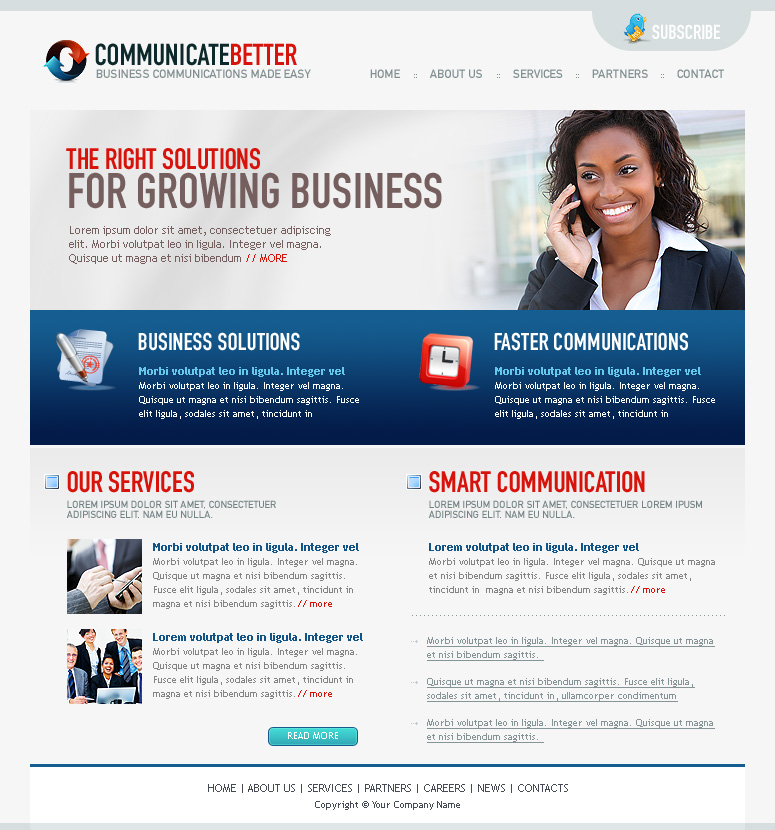 SUBSCRIBE
COMMUNICATEBETTER
BUSINESS COMMUNICATIONS MADE EASY
HOME :: ABOUT US :: SERVICES :: PARTNERS :: CONTACT
THE RIGHT SOLUTIONS
FOR GROWING BUSINESS
Lorem ipsum dolor sit amet, consectetuer adipiscing
elit. Morbi volutpat leo in ligula. Integer vel magna.
Quisque ut magna et nisi bibendum // MORE
BUSINESS SOLUTIONS
Morbi volutpat leo in ligula. Integer vel
Morbi volutpat leo in ligula. Integer vel magna.
Quisque ut magna et nisi bibendum sagittis. Fusce
elit ligula, sodales sit amet, tincidunt in
FASTER COMMUNICATIONS
Morbi volutpat leo in ligula. Integer vel
Morbi volutpat leo in ligula. Integer vel magna.
Quisque ut magna et nisi bibendum sagittis. Fusce
elit ligula, sodales sit amet, tincidunt in
OUR SERVICES
LOREM IPSUM DOLOR SIT AMET, CONSECTETUER
ADIPISCING ELIT. NAM EU NULLA.
Morbi volutpat leo in ligula. Integer vel
Morbi volutpat leo in ligula. Integer vel magna.
Quisque ut magna et nisi bibendum sagittis.
Fusce elit ligula, sodales sit amet, tincidunt in
magna et nisi bibendum sagittis. // more
Lorem volutpat leo in ligula. Integer vel
Morbi volutpat leo in ligula. Integer vel magna.
Quisque ut magna et nisi bibendum sagittis.
Fusce elit ligula, sodales sit amet, tincidunt in
magna et nisi bibendum sagittis. // more
READ MORE
SMART COMMUNICATION
LOREM IPSUM DOLOR SIT AMET, CONSECTETUER LOREM IPUSM
ADIPISCING ELIT. NAM EU NULLA.
Lorem volutpat leo in ligula. Integer vel
Morbi volutpat leo in ligula. Integer vel magna. Quisque ut
magna et nisi bibendum sagittis. Fusce elit ligula, sodales sit amet,
tincidunt in magna et nisi bibendum sagittis. // more
Morbi volutpat leo in ligula. Integer vel magna. Quisque ut magna
et nisi bibendum sagittis.
Quisque ut magna et nisi bibendum sagittis. Fusce elit ligula,
sodales sit amet, tincidunt in, ullamcorper condimentum
Morbi volutpat leo in ligula. Integer vel magna. Quisque ut magna
et nisi bibendum sagittis.
HOME | ABOUT US | SERVICES | PARTNERS | CAREERS | NEWS | CONTACTS
Copyright © Your Company Name